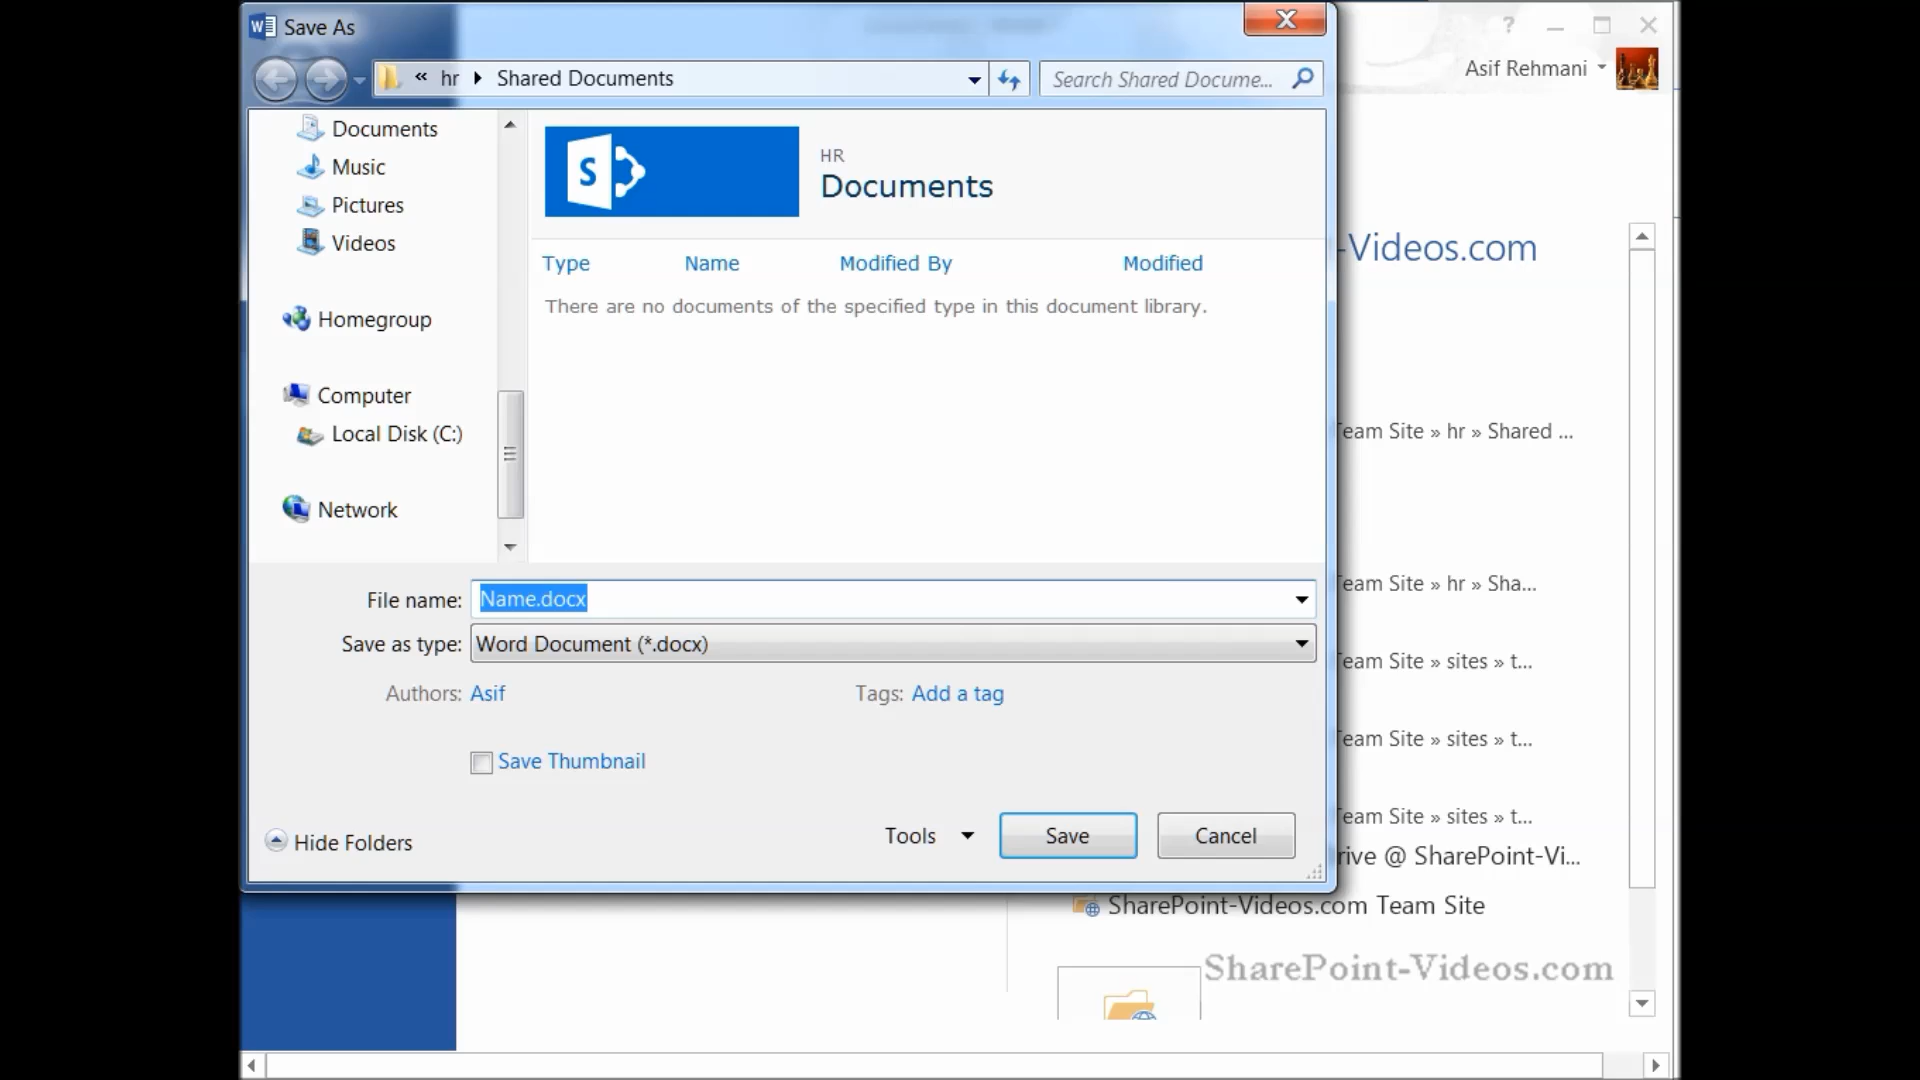 Save As
« hr ▸ Shared Documents
Search Shared Docume...
?
Asif Rehmani
Documents
Music
Pictures
Videos
Homegroup
Computer
Local Disk (C:)
Network
S
HR
Documents
Type Name Modified By Modified
There are no documents of the specified type in this document library.
File name: Name.docx
Save as type: Word Document (*.docx)
Authors: Asif Tags: Add a tag
Save Thumbnail
Hide Folders
Tools Save Cancel
-Videos.com
eam Site » hr » Shared ...
eam Site » hr » Sha...
eam Site » sites » t...
eam Site » sites » t...
eam Site » sites » t...
rive @ SharePoint-Vi...
SharePoint-Videos.com Team Site
SharePoint-Videos.com